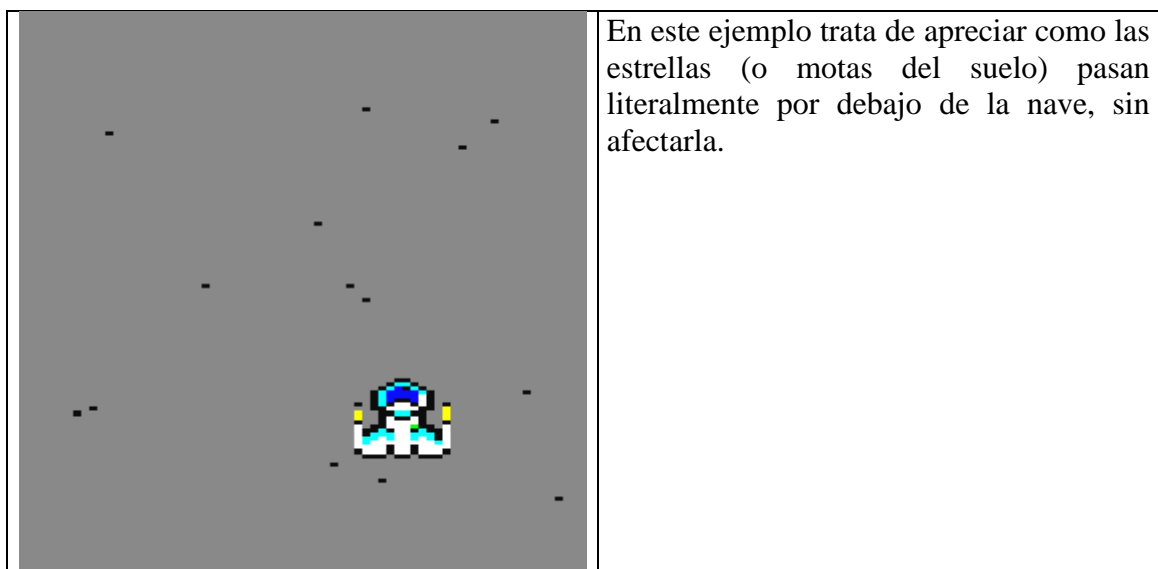 En este ejemplo trata de apreciar como las
estrellas (o motas del suelo) pasan
literalmente por debajo de la nave, sin
afectarla.